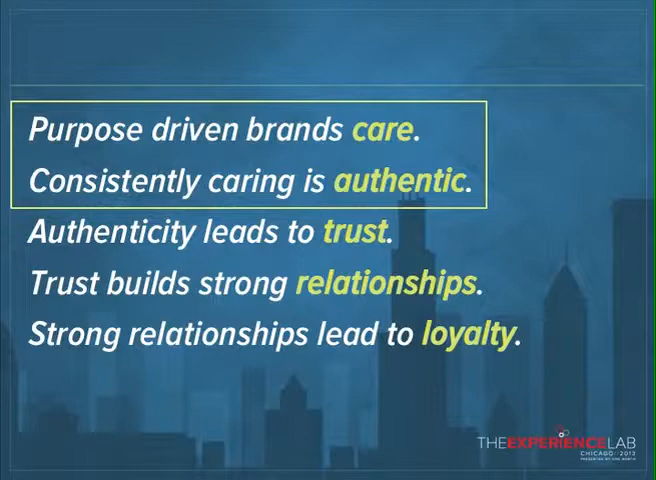 Purpose driven brands care.
Consistently caring is authentic.
Authenticity leads to trust.
Trust builds strong relationships.
Strong relationships lead to loyalty.
THEEXPERIENCELAB
CHICAGO 2013